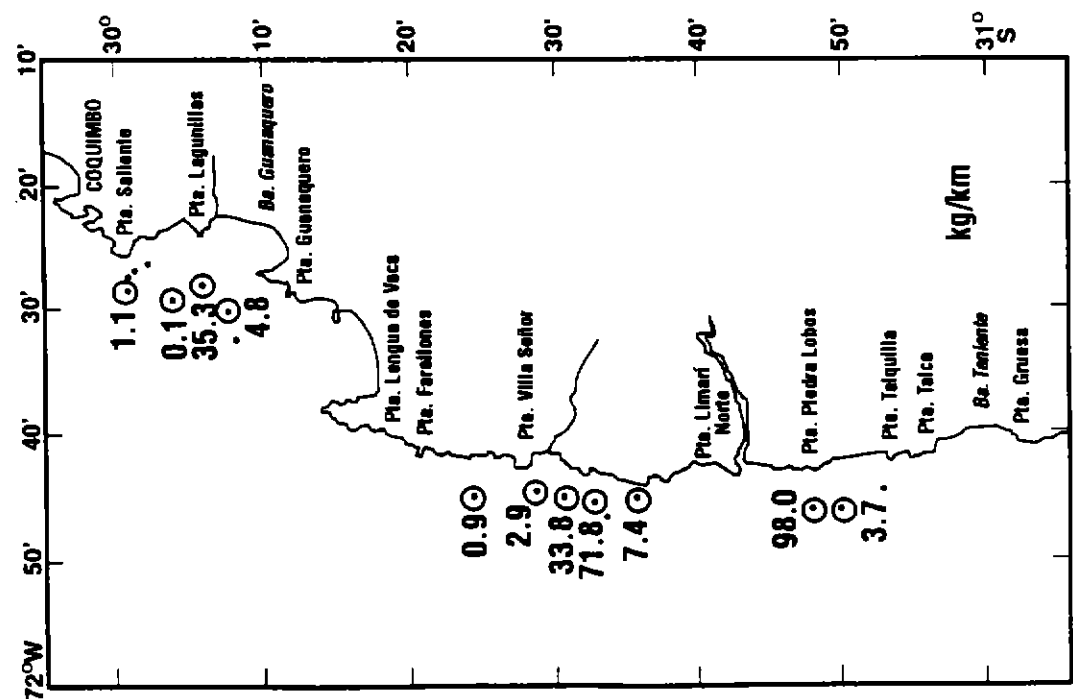 72°W
50'
40'
30'
20'
10'
30°
10'
20'
30'
40'
50'
31°
S
COQUIMBO
Pta. Saliente
Pta. Lagunillas
Ba. Guanaquero
Pta. Guanaquero
Pta. Lengua de Vaca
Pta. Farallones
Pta. Villa Señor
Pta. Limarí
Norte
Pta. Piedra Lobos
Pta. Talquilla
Pta. Talca
Ba. Teniente
Pta. Gruesa
1.1
0.1
35.3
4.8
0.9
2.9
33.8
71.8
7.4
98.0
3.7
kg/km